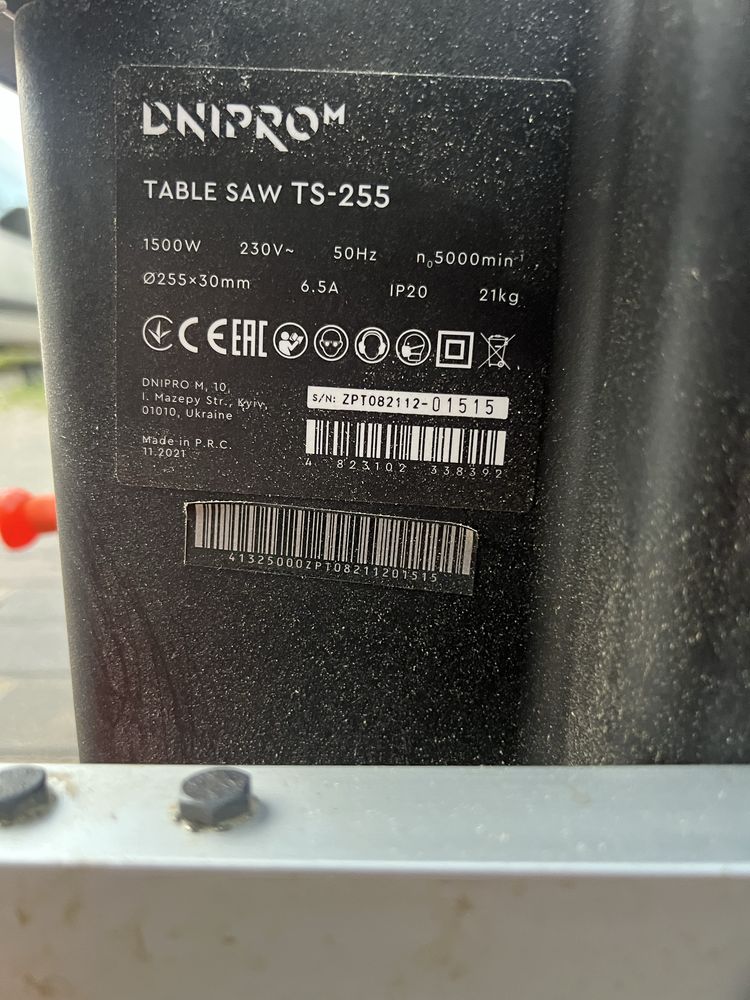 DNIPRO M
TABLE SAW TS-255
1500W 230V~ 50Hz n₀5000min⁻¹
Ø255×30mm 6.5A IP20 21kg
CE EAC
DNIPRO M, 10,
I. Mazepy Str., Kyiv,
01010, Ukraine
Made in P.R.C.
11.2021
S/N: ZPT082112-01515
4 823102 338392
41325000ZPT08211201515